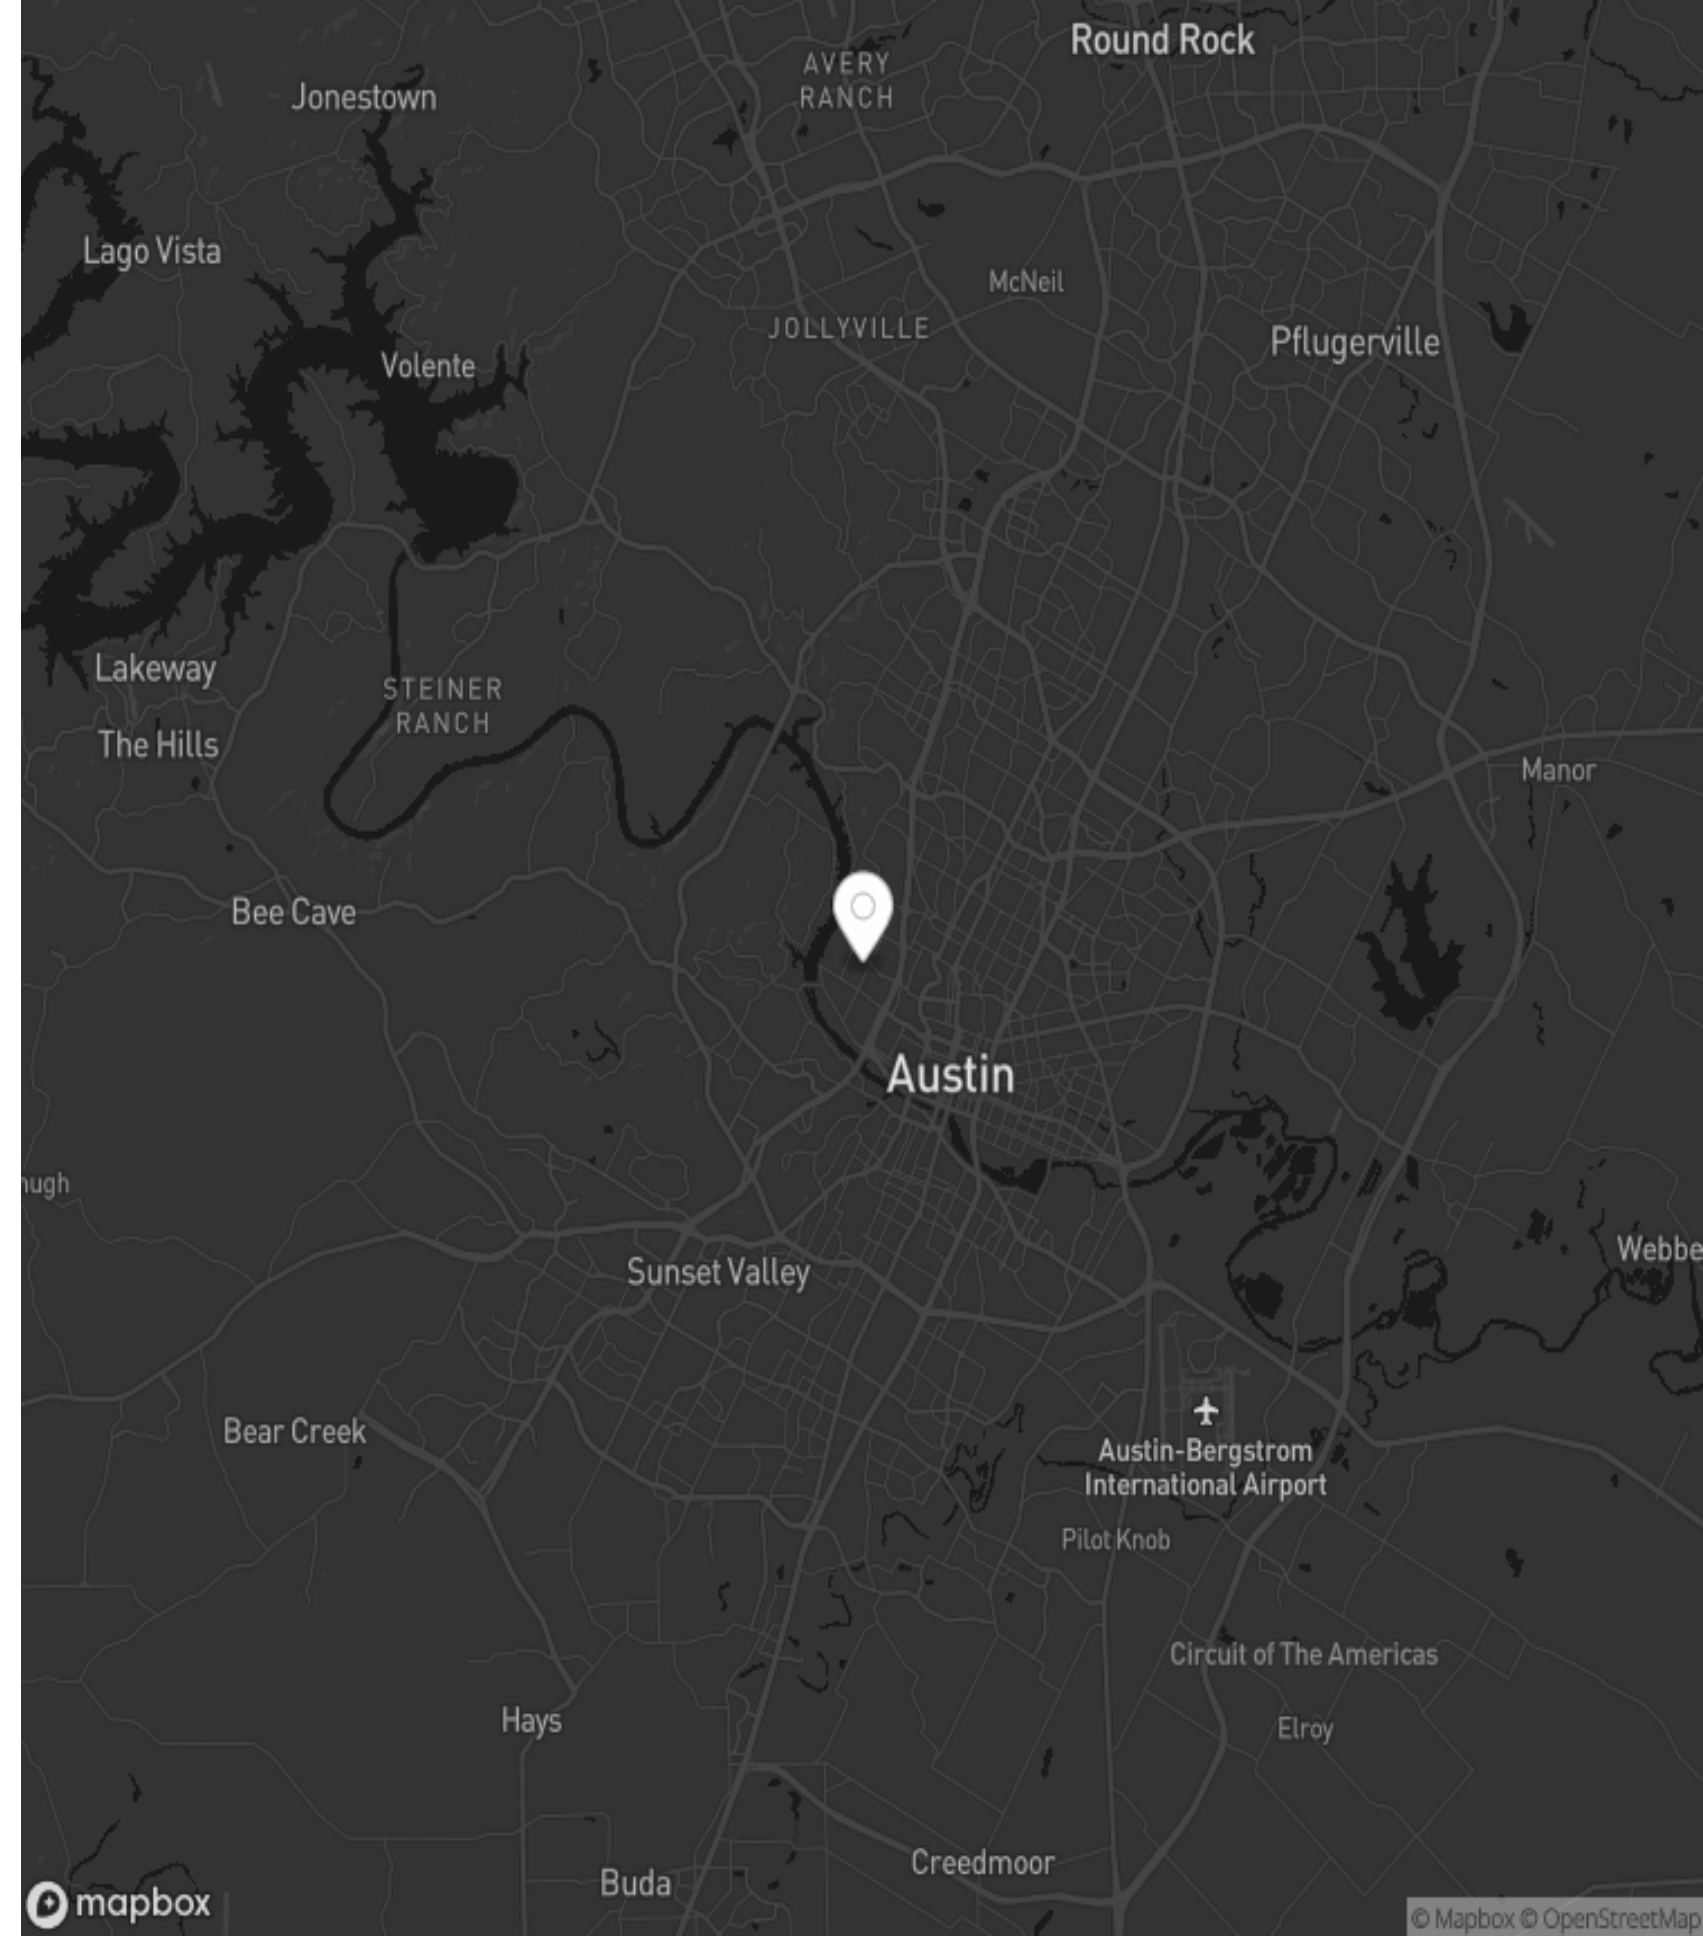 Round Rock
AVERY
RANCH
Jonestown
Lago Vista
McNeil
JOLLYVILLE
Pflugerville
Volente
Lakeway
STEINER
RANCH
The Hills
Manor
Bee Cave
Austin
hugh
Webbe
Sunset Valley
Bear Creek
Austin-Bergstrom
International Airport
Pilot Knob
Circuit of The Americas
Hays
Elroy
Creedmoor
Buda
mapbox
© Mapbox © OpenStreetMap